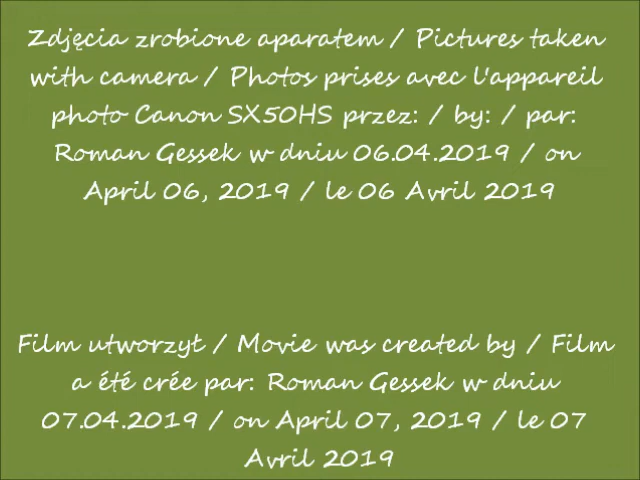 Zdjęcia zrobione aparatem / Pictures taken
with camera / Photos prises avec l'appareil
photo Canon SX50HS przez: / by: / par:
Roman Gessek w dniu 06.04.2019 / on
April 06, 2019 / le 06 Avril 2019
Film utworzył / Movie was created by / Film
a été crée par: Roman Gessek w dniu
07.04.2019 / on April 07, 2019 / le 07
Avril 2019